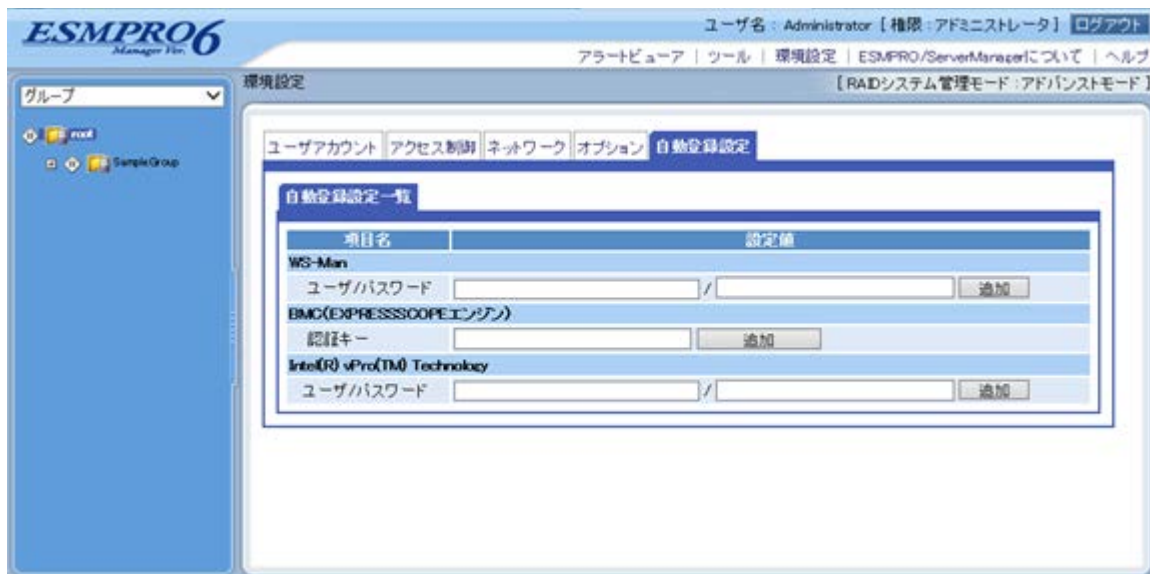 ESMPRO6
Manager Ver.
ユーザ名 : Administrator [ 権限 : アドミニストレータ ] ログアウト
アラートビューア | ツール | 環境設定 | ESMPRO/ServerManagerについて | ヘルプ
グループ
環境設定
[ RAIDシステム管理モード : アドバンストモード ]
root
SampleGroup
ユーザアカウント アクセス制御 ネットワーク オプション 自動登録設定
自動登録設定一覧
項目名 設定値
WS-Man
ユーザ/パスワード / 追加
BMC(EXPRESSSCOPEエンジン)
認証キー 追加
Intel(R) vPro(TM) Technology
ユーザ/パスワード / 追加